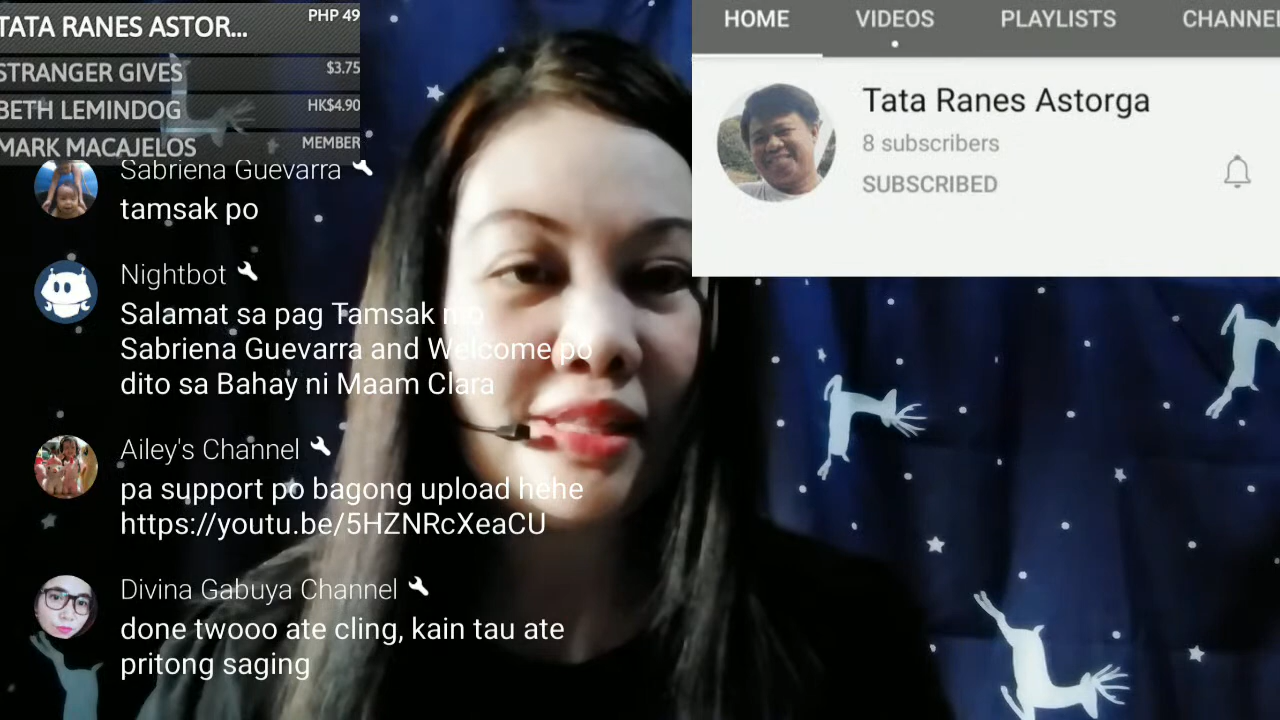 TATA RANES ASTOR... PHP 49
STRANGER GIVES $3.75
BETH LEMINDOG HK$4.90
MARK MACAJELOS MEMBER
Sabriena Guevarra
tamsak po
Nightbot
Salamat sa pag Tamsak mo
Sabriena Guevarra and Welcome po
dito sa Bahay ni Maam Clara
Ailey's Channel
pa support po bagong upload hehe
https://youtu.be/5HZNRcXeaCU
Divina Gabuya Channel
done twooo ate cling, kain tau ate
pritong saging
HOME VIDEOS PLAYLISTS CHANNEL
Tata Ranes Astorga
8 subscribers
SUBSCRIBED